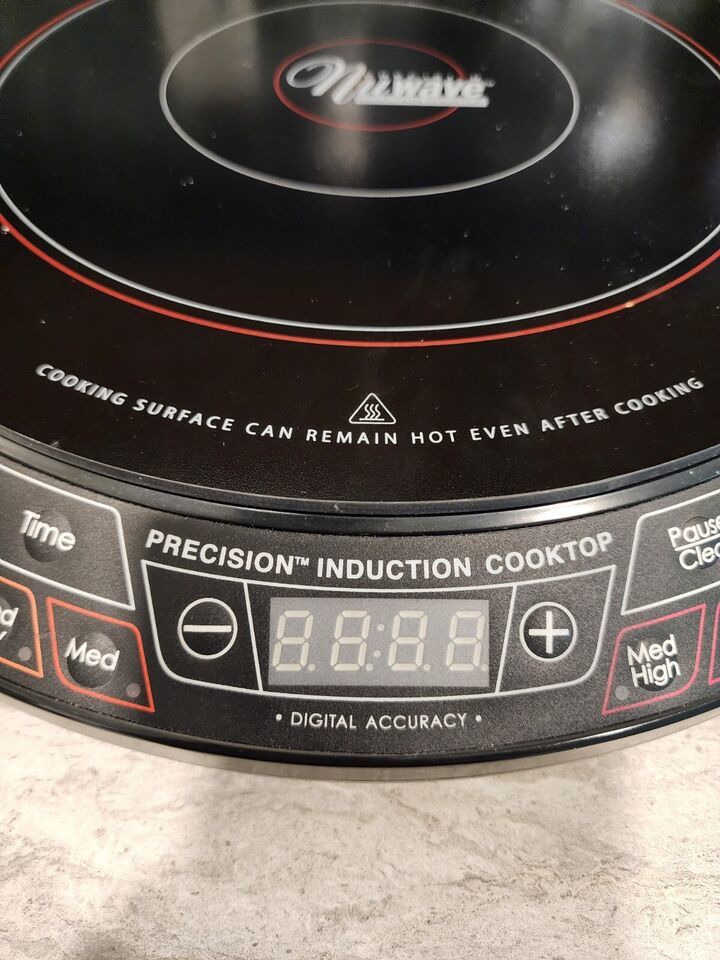 NuWave
COOKING SURFACE CAN REMAIN HOT EVEN AFTER COOKING
Time
PRECISION™ INDUCTION COOKTOP
Med
Med
High
• DIGITAL ACCURACY •